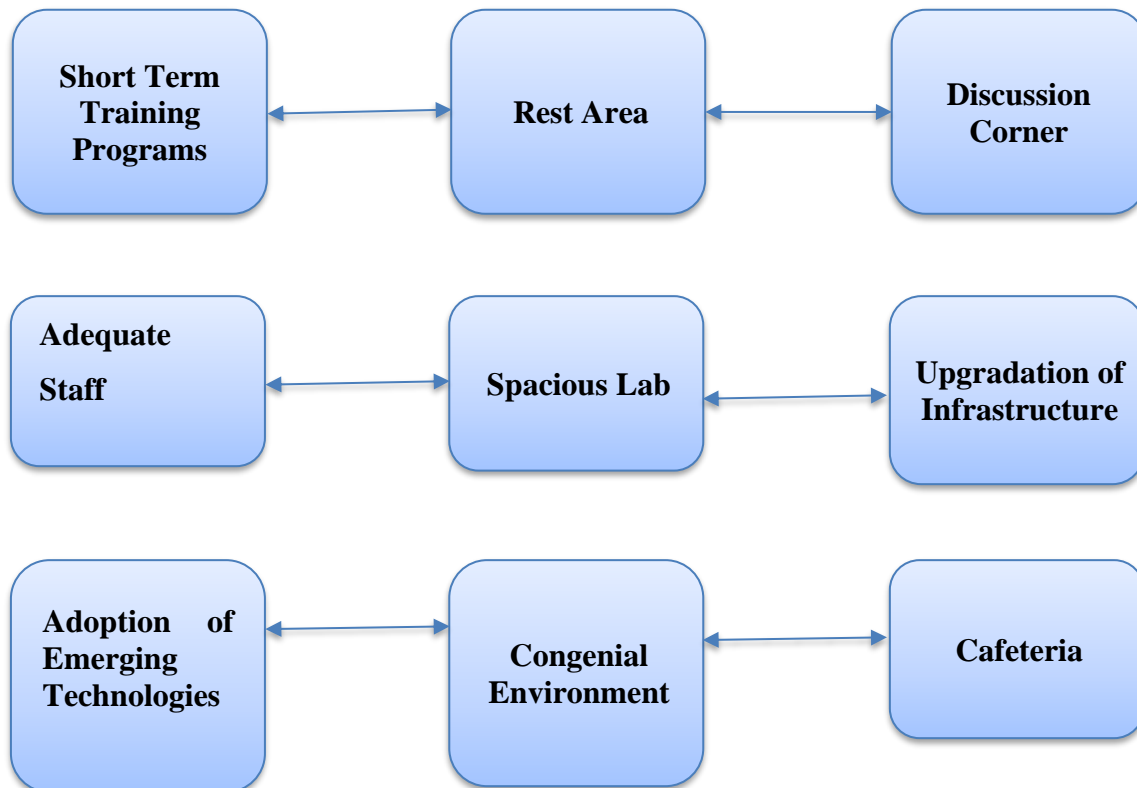 Short Term
Training
Programs
Rest Area
Discussion
Corner
Adequate
Staff
Spacious Lab
Upgradation of
Infrastructure
Adoption of
Emerging
Technologies
Congenial
Environment
Cafeteria